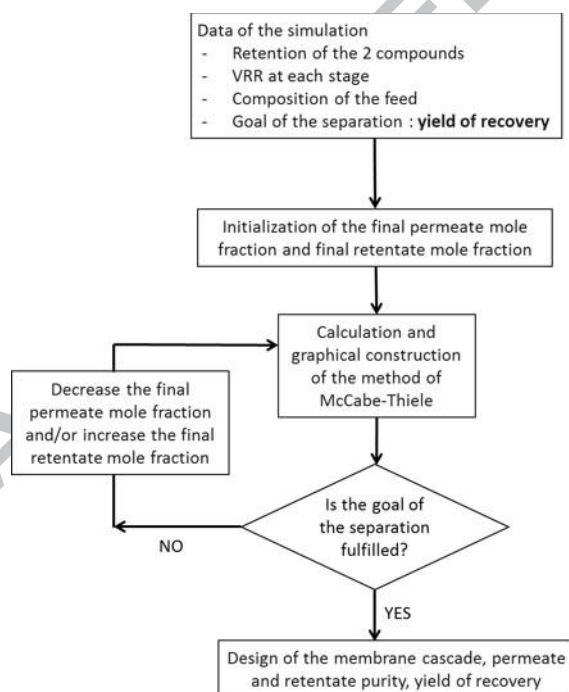 Data of the simulation
- Retention of the 2 compounds
- VRR at each stage
- Composition of the feed
- Goal of the separation : yield of recovery
Initialization of the final permeate mole
fraction and final retentate mole fraction
Calculation and
graphical construction
of the method of
McCabe-Thiele
Decrease the final
permeate mole fraction
and/or increase the final
retentate mole fraction
Is the goal of
the separation
fulfilled?
NO
YES
Design of the membrane cascade, permeate
and retentate purity, yield of recovery